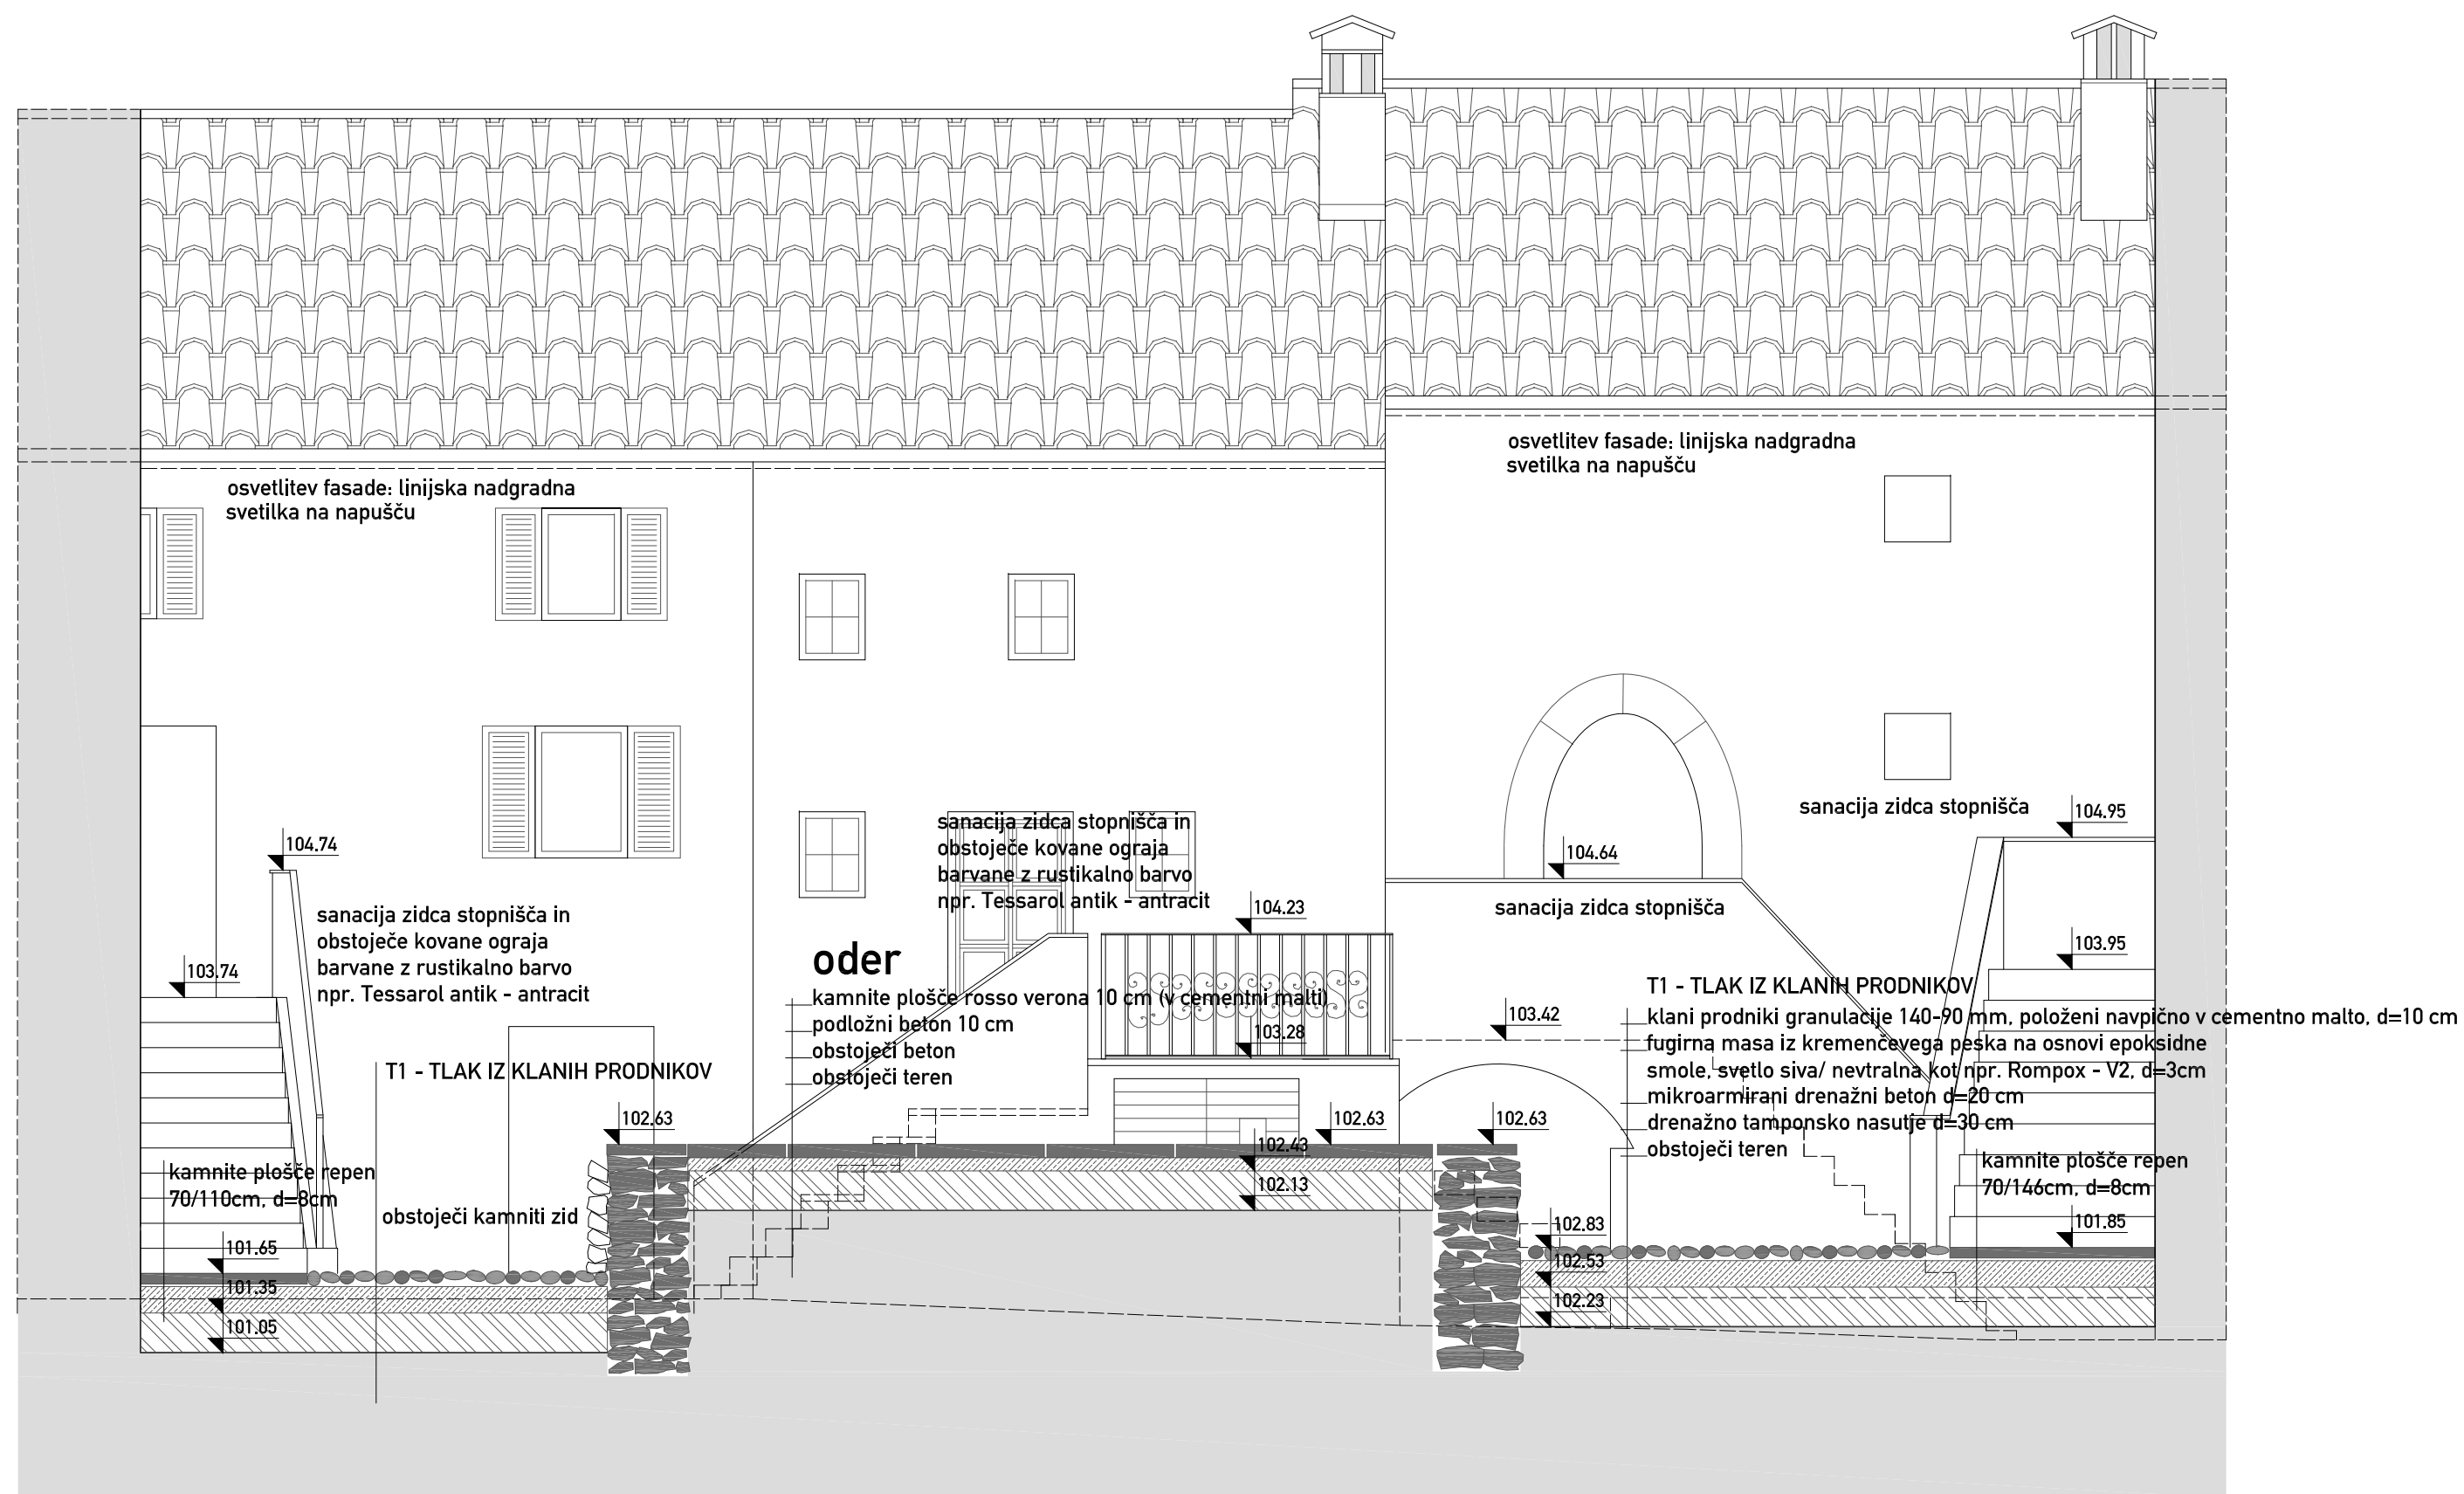 osvetlitev fasade: linijska nadgradna
svetilka na napušču
osvetlitev fasade: linijska nadgradna
svetilka na napušču
sanacija zidca stopnišča in
obstoječe kovane ograja
barvane z rustikalno barvo
npr. Tessarol antik - antracit
sanacija zidca stopnišča
104.95
104.74
104.64
sanacija zidca stopnišča in
obstoječe kovane ograja
barvane z rustikalno barvo
npr. Tessarol antik - antracit
104.23
sanacija zidca stopnišča
103.95
103.74
oder
kamnite plošče rosso verona 10 cm (v cementni malti)
podložni beton 10 cm
obstoječi beton
obstoječi teren
103.28
103.42
T1 - TLAK IZ KLANIH PRODNIKOV
klani prodniki granulacije 140-90 mm, položeni navpično v cementno malto, d=10 cm
fugirna masa iz kremenčevega peska na osnovi epoksidne
smole, svetlo siva/ nevtralna kot npr. Rompox - V2, d=3cm
mikroarmirani drenažni beton d=20 cm
drenažno tamponsko nasutje d=30 cm
obstoječi teren
T1 - TLAK IZ KLANIH PRODNIKOV
102.63
102.63
102.63
102.43
102.13
kamnite plošče repen
70/110cm, d=8cm
obstoječi kamniti zid
kamnite plošče repen
70/146cm, d=8cm
101.65
101.35
101.05
102.83
102.53
102.23
101.85